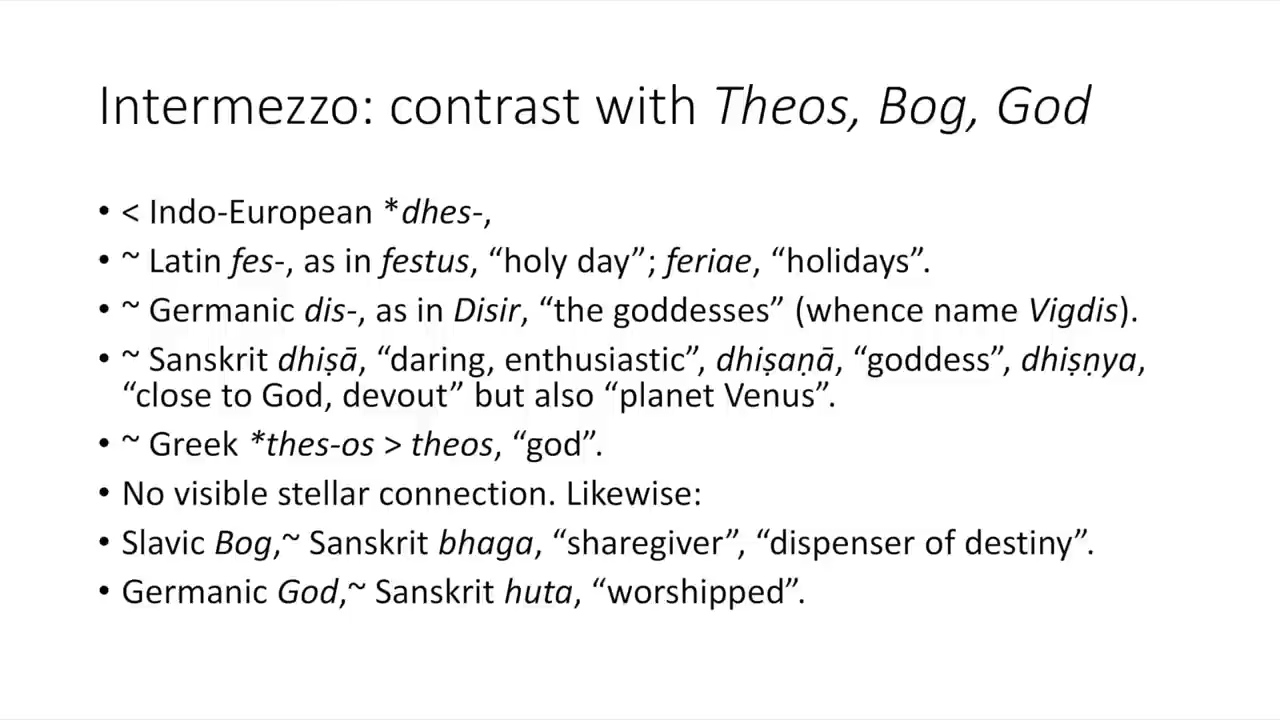 Intermezzo: contrast with Theos, Bog, God
• < Indo-European *dhes-,
• ~ Latin fes-, as in festus, “holy day”; feriae, “holidays”.
• ~ Germanic dis-, as in Disir, “the goddesses” (whence name Vigdis).
• ~ Sanskrit dhiṣā, “daring, enthusiastic”, dhiṣaṇā, “goddess”, dhiṣṇya,
“close to God, devout” but also “planet Venus”.
• ~ Greek *thes-os > theos, “god”.
• No visible stellar connection. Likewise:
• Slavic Bog,~ Sanskrit bhaga, “sharegiver”, “dispenser of destiny”.
• Germanic God,~ Sanskrit huta, “worshipped”.